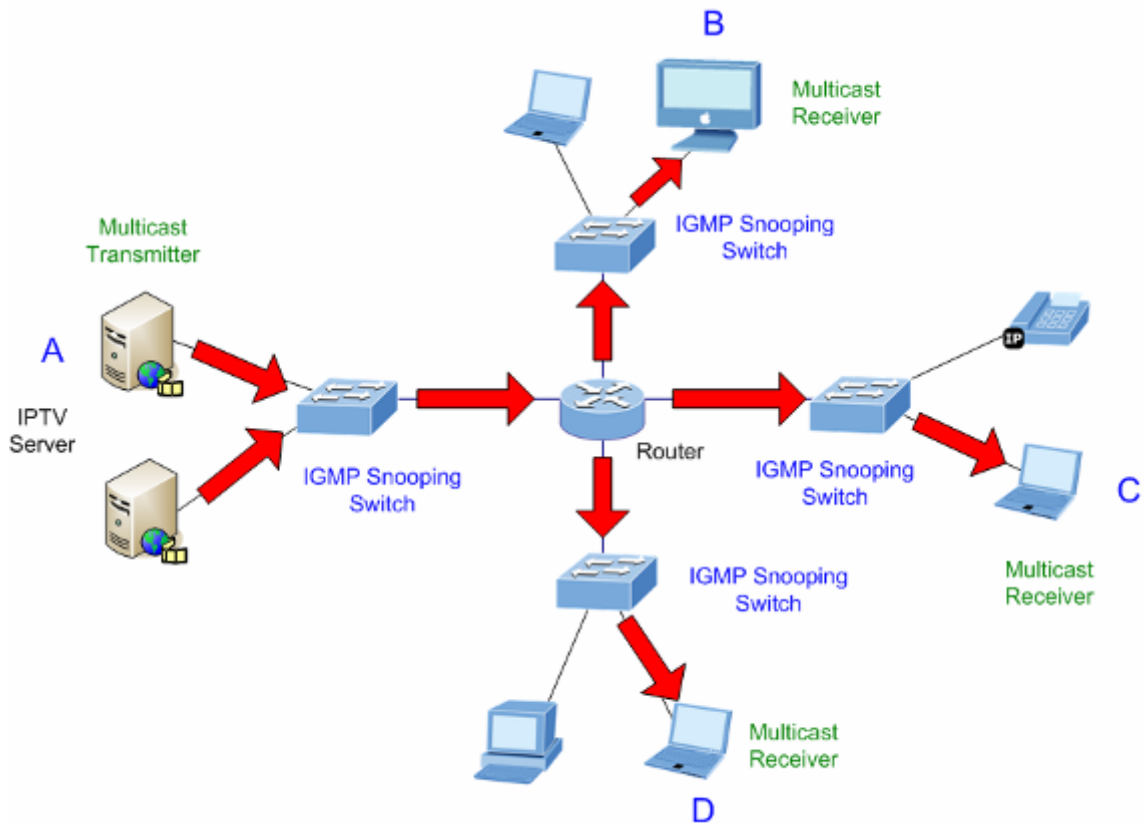 B
Multicast
Receiver
IGMP Snooping
Switch
Multicast
Transmitter
A
IPTV
Server
IGMP Snooping
Switch
Router
IP
IGMP Snooping
Switch
C
Multicast
Receiver
IGMP Snooping
Switch
Multicast
Receiver
D